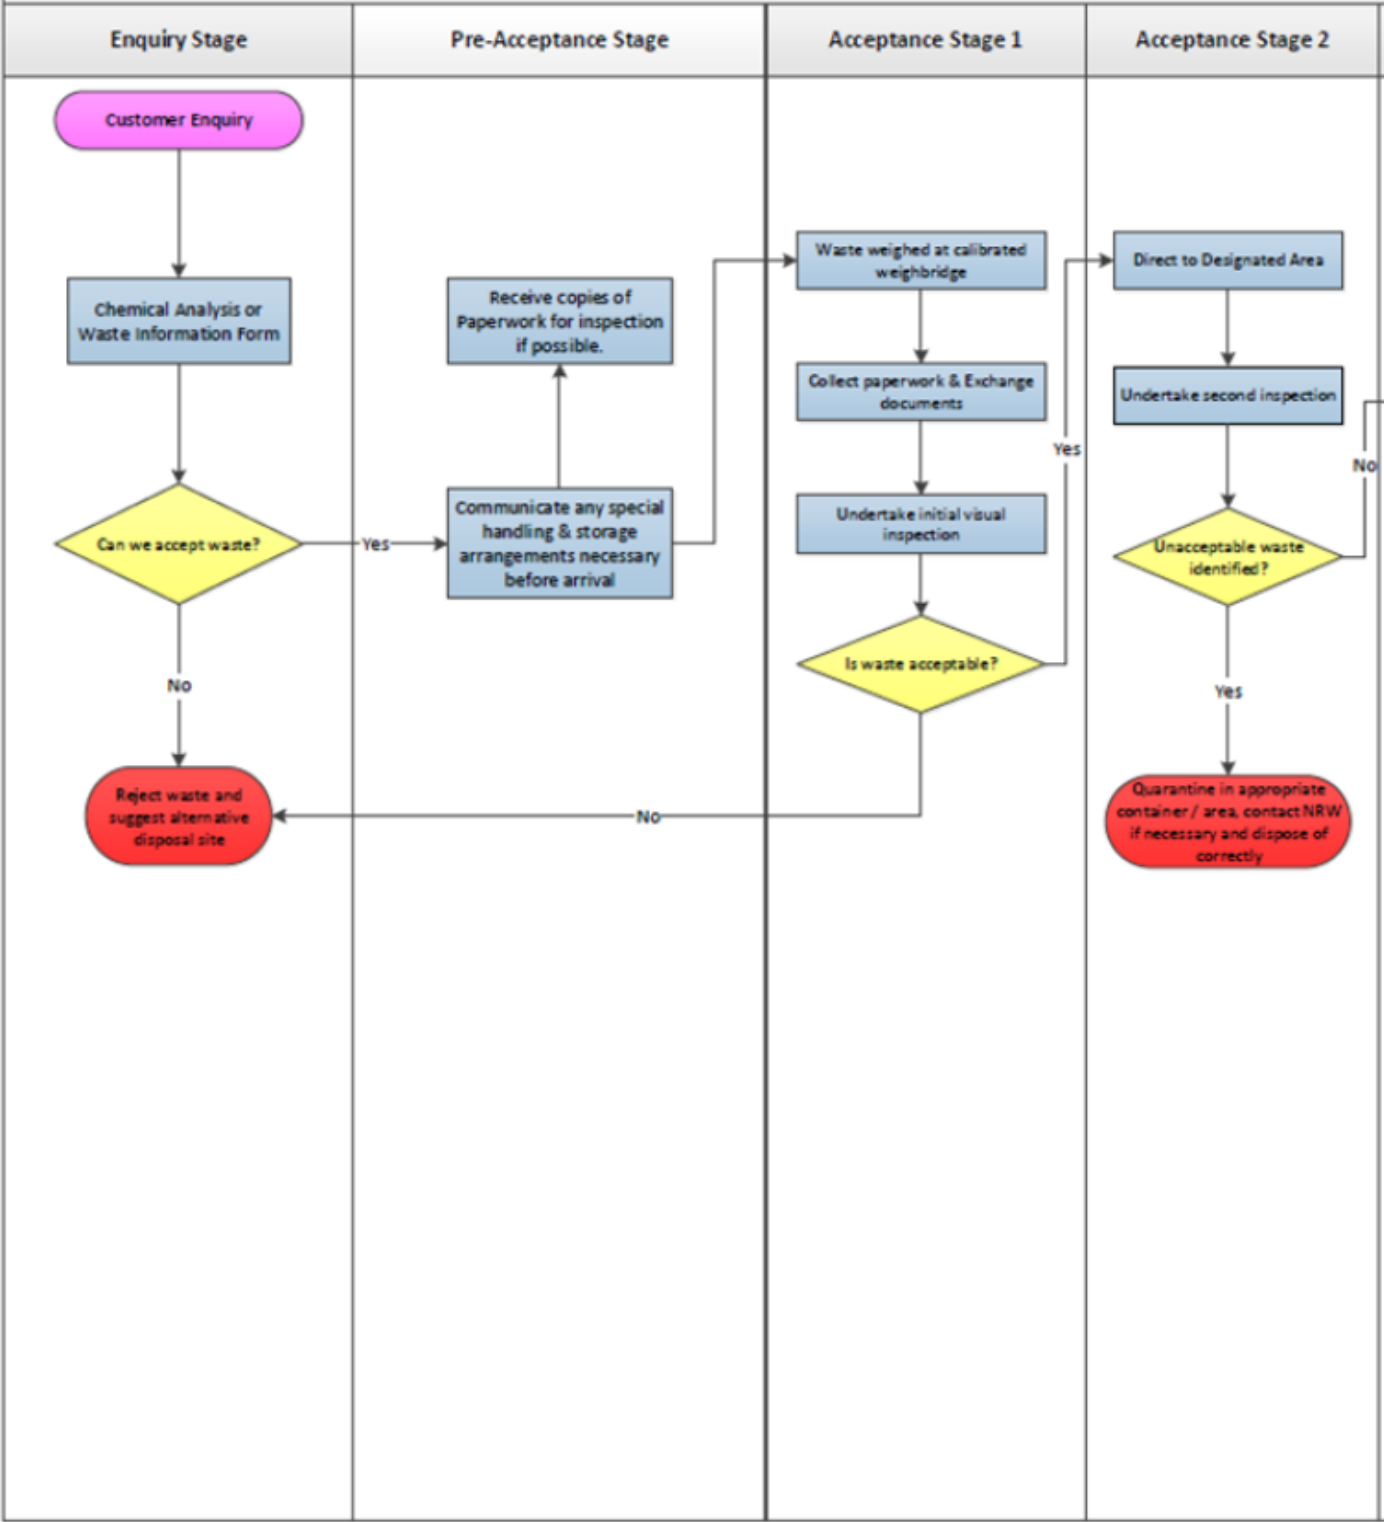 Enquiry Stage
Pre-Acceptance Stage
Acceptance Stage 1
Acceptance Stage 2
Customer Enquiry
Chemical Analysis or
Waste Information Form
Can we accept waste?
Yes
No
Reject waste and
suggest alternative
disposal site
Receive copies of
Paperwork for inspection
if possible.
Communicate any special
handling & storage
arrangements necessary
before arrival
Waste weighed at calibrated
weighbridge
Collect paperwork & Exchange
documents
Undertake initial visual
inspection
Is waste acceptable?
Yes
No
Direct to Designated Area
Undertake second inspection
Unacceptable waste
identified?
No
Yes
Quarantine in appropriate
container / area, contact NRW
if necessary and dispose of
correctly